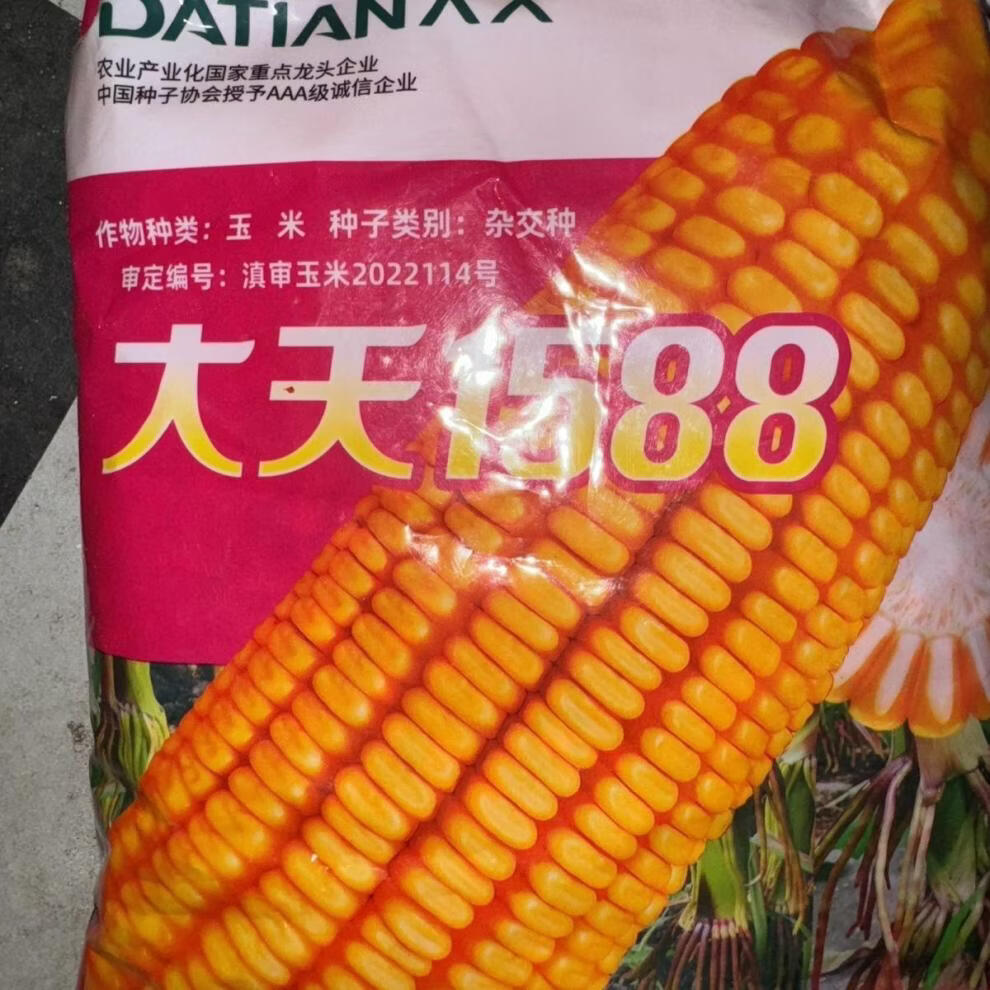 DATIAN大天
农业产业化国家重点龙头企业
中国种子协会授予AAA级诚信企业
作物种类：玉 米 种子类别：杂交种
审定编号：滇审玉米2022114号
大天1588